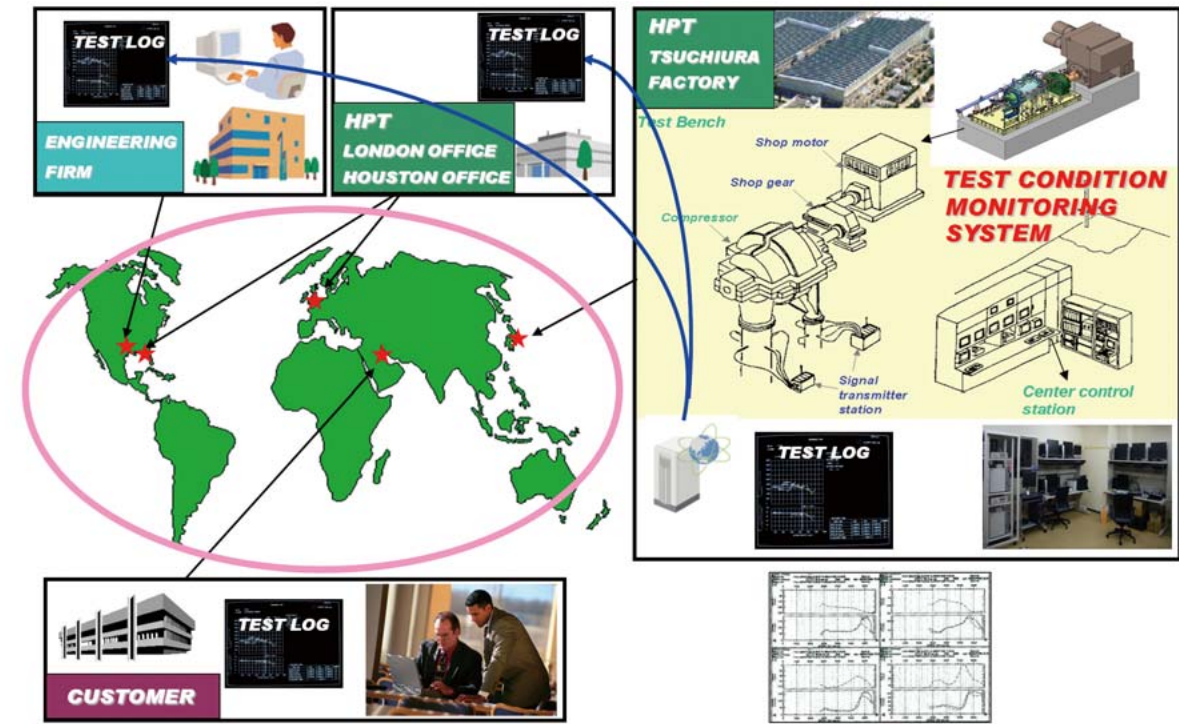 TEST LOG
ENGINEERING
FIRM
TEST LOG
HPT
LONDON OFFICE
HOUSTON OFFICE
HPT
TSUCHIURA
FACTORY
Test Bench
Shop motor
Shop gear
Compressor
TEST CONDITION
MONITORING
SYSTEM
Signal
transmitter
station
Center control
station
TEST LOG
TEST LOG
CUSTOMER